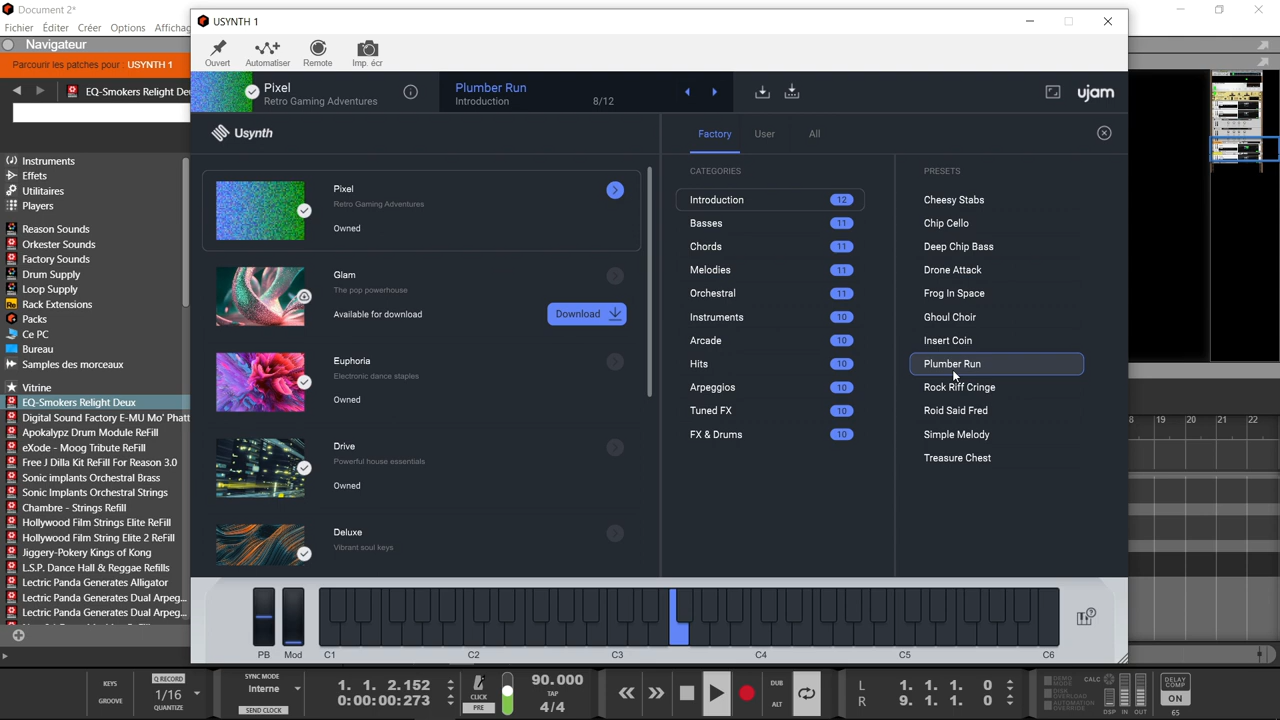 Document 2*
Fichier Éditer Créer Options Affichag
Navigateur
Parcourir les patches pour : USYNTH 1
EQ-Smokers Relight De
Instruments
Effets
Utilitaires
Players
Reason Sounds
Orkester Sounds
Factory Sounds
Drum Supply
Loop Supply
Rack Extensions
Packs
Ce PC
Bureau
Samples des morceaux
Vitrine
EQ-Smokers Relight Deux
Digital Sound Factory E-MU Mo' Phatt
Apokalypz Drum Module ReFill
eXode - Moog Tribute ReFill
Free J Dilla Kit ReFill For Reason 3.0
Sonic implants Orchestral Brass
Sonic Implants Orchestral Strings
Chambre - Strings Refill
Hollywood Film Strings Elite ReFill
Hollywood Film String Elite 2 ReFill
Jiggery-Pokery Kings of Kong
L.S.P. Dance Hall & Reggae Refills
Lectric Panda Generates Alligator
Lectric Panda Generates Dual Arpeg...
Lectric Panda Generates Dual Arpeg...
USYNTH 1
Ouvert Automatiser Remote Imp. écr
Pixel
Retro Gaming Adventures
Plumber Run
Introduction 8/12
ujam
Usynth
Factory User All
Pixel
Retro Gaming Adventures
Owned
Glam
The pop powerhouse
Available for download
Download
Euphoria
Electronic dance staples
Owned
Drive
Powerful house essentials
Owned
Deluxe
Vibrant soul keys
CATEGORIES
Introduction 12
Basses 11
Chords 11
Melodies 11
Orchestral 11
Instruments 10
Arcade 10
Hits 10
Arpeggios 10
Tuned FX 10
FX & Drums 10
PRESETS
Cheesy Stabs
Chip Cello
Deep Chip Bass
Drone Attack
Frog In Space
Ghoul Choir
Insert Coin
Plumber Run
Rock Riff Cringe
Roid Said Fred
Simple Melody
Treasure Chest
PB Mod C1 C2 C3 C4 C5 C6
8 19 20 21 22
KEYS
GROOVE
Q RECORD
1/16
QUANTIZE
SYNC MODE
Interne
SEND CLOCK
1. 1. 2.152
0:00:00:273
CLICK
PRE
90.000
TAP
4/4
DUB
ALT
L 1. 1. 1. 0
R 9. 1. 1. 0
DEMO MODE
DISK OVERLOAD
AUTOMATION OVERRIDE
CALC
DSP IN OUT
DELAY COMP
ON
65